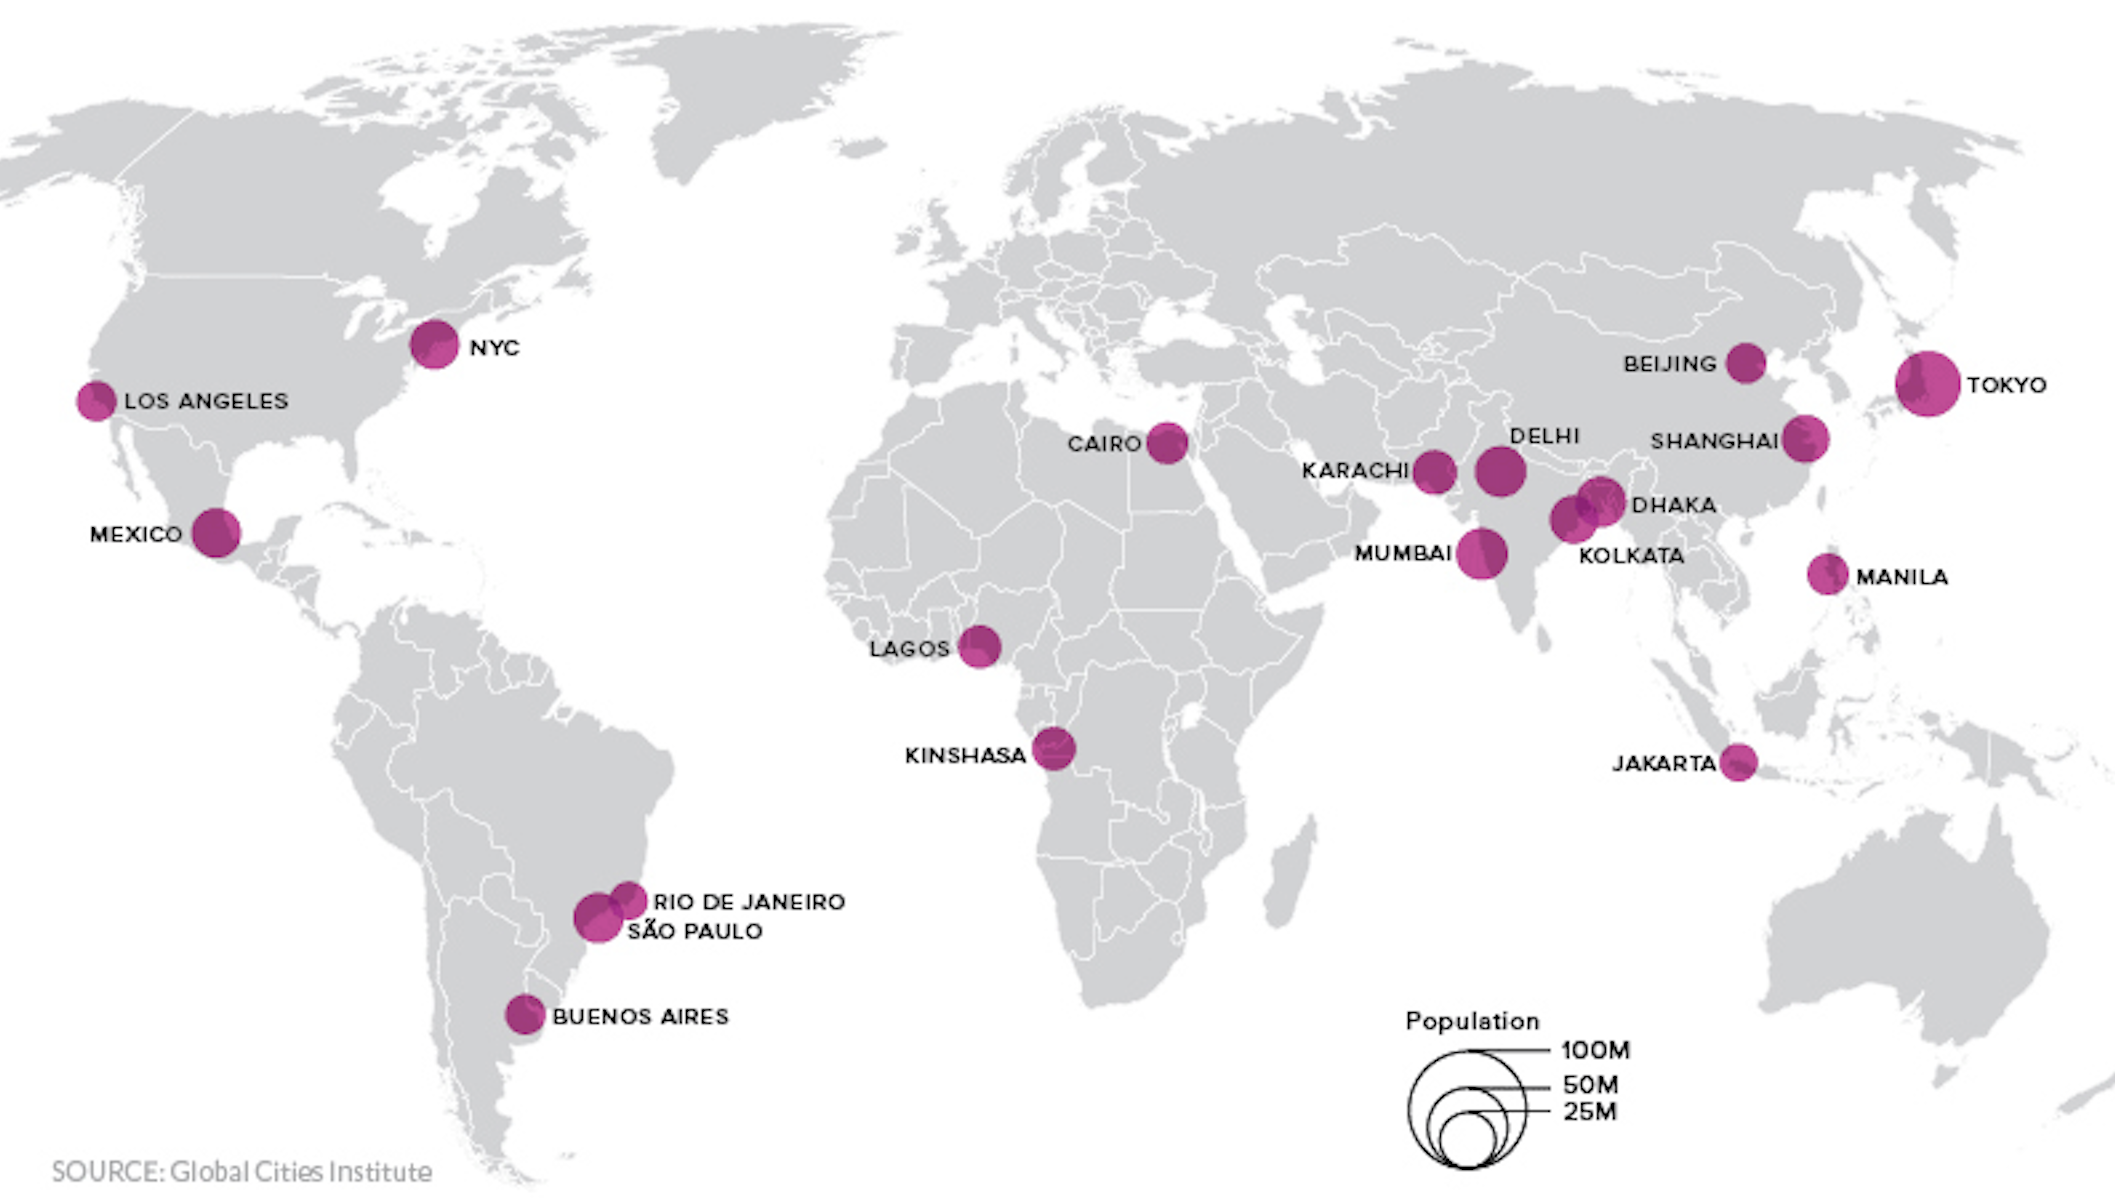 NYC
BEIJING
TOKYO
LOS ANGELES
DELHI
CAIRO
SHANGHAI
KARACHI
DHAKA
MEXICO
MUMBAI
KOLKATA
MANILA
LAGOS
KINSHASA
JAKARTA
RIO DE JANEIRO
SÃO PAULO
BUENOS AIRES
Population
100M
50M
25M
SOURCE: Global Cities Institute